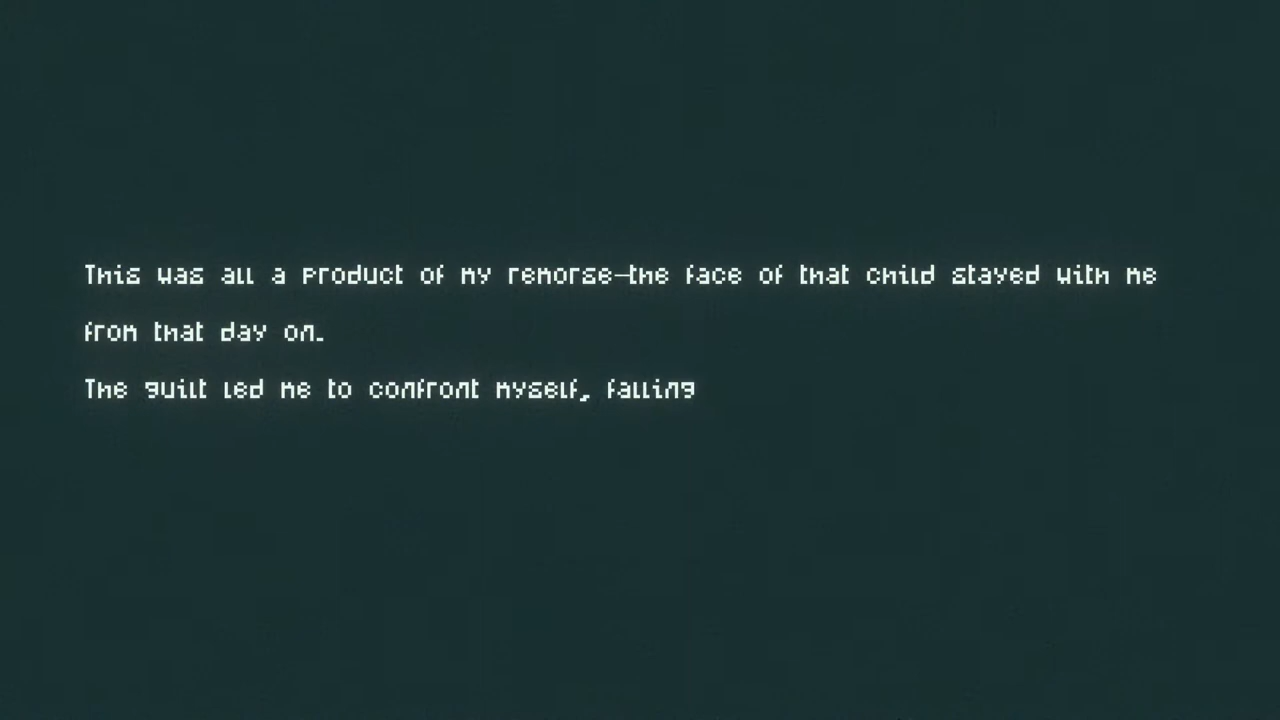 This was all a product of my remorse—the face of that child stayed with me
from that day on.
The guilt led me to confront myself, falling